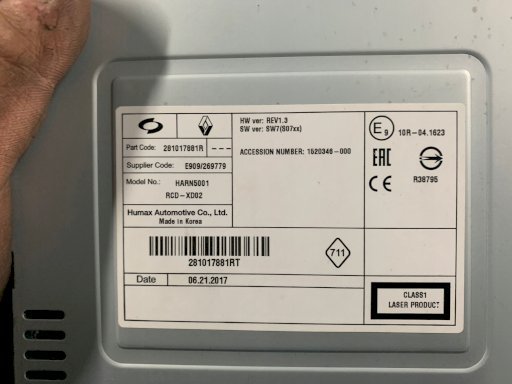 Part Code: 281017881R ---
Supplier Code: E909/269779
Model No.: HARN5001
RCD-XD02
Humax Automotive Co., Ltd.
Made in Korea
HW ver: REV1.3
SW ver: SW7(S07xx)
ACCESSION NUMBER: 1520346-000
E9 10R-04.1623
EAC
CE R38795
281017881RT
711
Date 06.21.2017
CLASS1
LASER PRODUCT